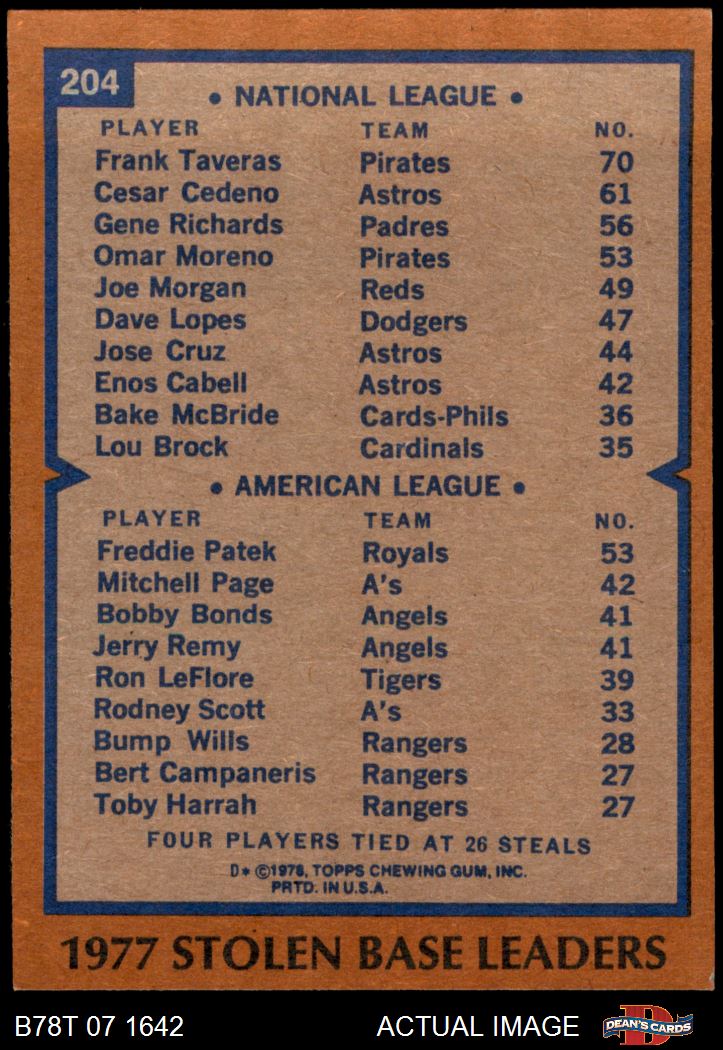 204
• NATIONAL LEAGUE •
PLAYER TEAM NO.
Frank Taveras Pirates 70
Cesar Cedeno Astros 61
Gene Richards Padres 56
Omar Moreno Pirates 53
Joe Morgan Reds 49
Dave Lopes Dodgers 47
Jose Cruz Astros 44
Enos Cabell Astros 42
Bake McBride Cards-Phils 36
Lou Brock Cardinals 35
• AMERICAN LEAGUE •
PLAYER TEAM NO.
Freddie Patek Royals 53
Mitchell Page A's 42
Bobby Bonds Angels 41
Jerry Remy Angels 41
Ron LeFlore Tigers 39
Rodney Scott A's 33
Bump Wills Rangers 28
Bert Campaneris Rangers 27
Toby Harrah Rangers 27
FOUR PLAYERS TIED AT 26 STEALS
D* ©1978, TOPPS CHEWING GUM, INC.
PRTD. IN U.S.A.
1977 STOLEN BASE LEADERS
B78T 07 1642 ACTUAL IMAGE D DEAN'S CARDS